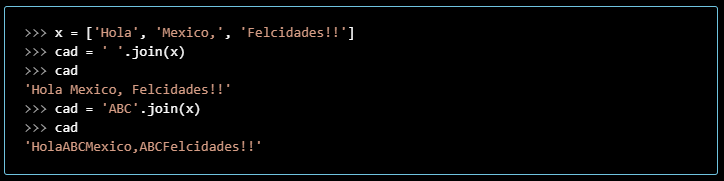 >>> x = ['Hola', 'Mexico,', 'Felcidades!!']
>>> cad = ' '.join(x)
>>> cad
'Hola Mexico, Felcidades!!'
>>> cad = 'ABC'.join(x)
>>> cad
'HolaABCMexico,ABCFelcidades!!'